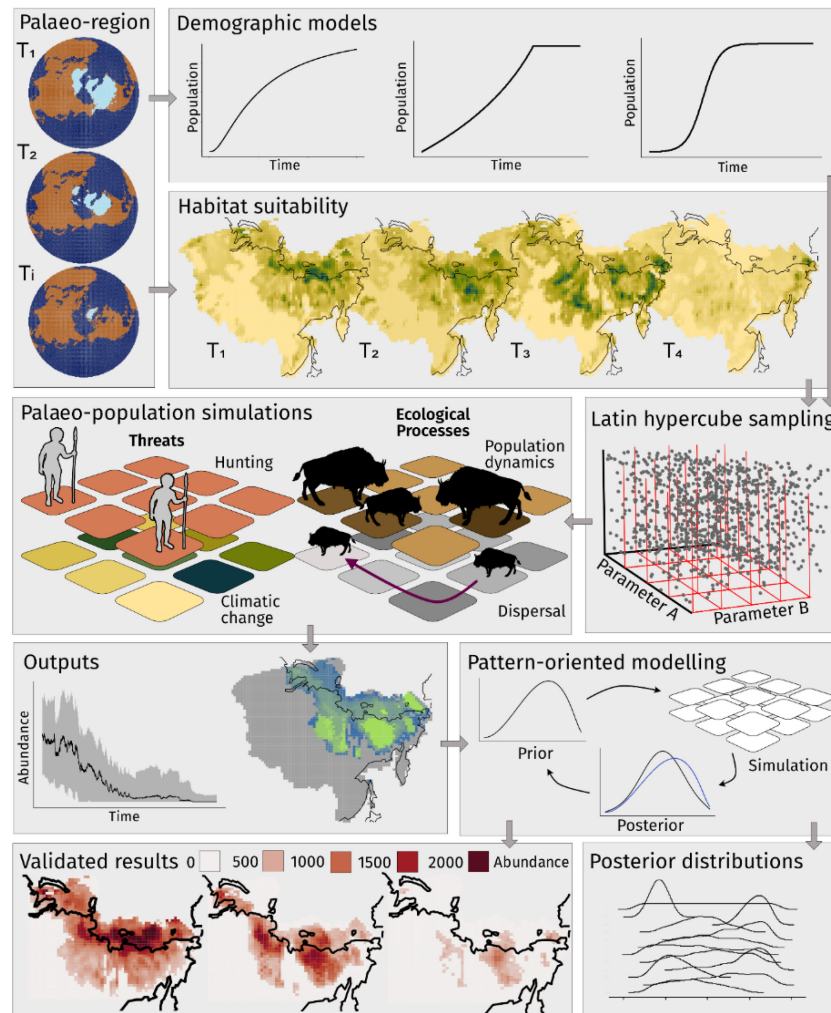 Palaeo-region
T1
T2
Ti
Demographic models
Population
Time
Population
Time
Population
Time
Habitat suitability
T1
T2
T3
T4
Palaeo-population simulations
Threats
Hunting
Climatic
change
Ecological
Processes
Population
dynamics
Dispersal
Latin hypercube sampling
Parameter A
Parameter B
Outputs
Abundance
Time
Pattern-oriented modelling
Prior
Simulation
Posterior
Validated results 0 500 1000 1500 2000 Abundance
Posterior distributions